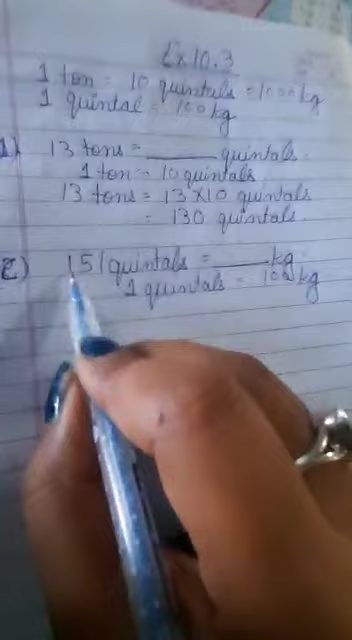 Ex 10.3
1 ton = 10 quintals = 1000 kg
1 quintal = 100 kg
1) 13 tons = ______ quintals.
1 ton = 10 quintals.
13 tons = 13 x 10 quintals
= 130 quintals.
2) 151 quintals = ____ kg.
1 quintals = 100 kg